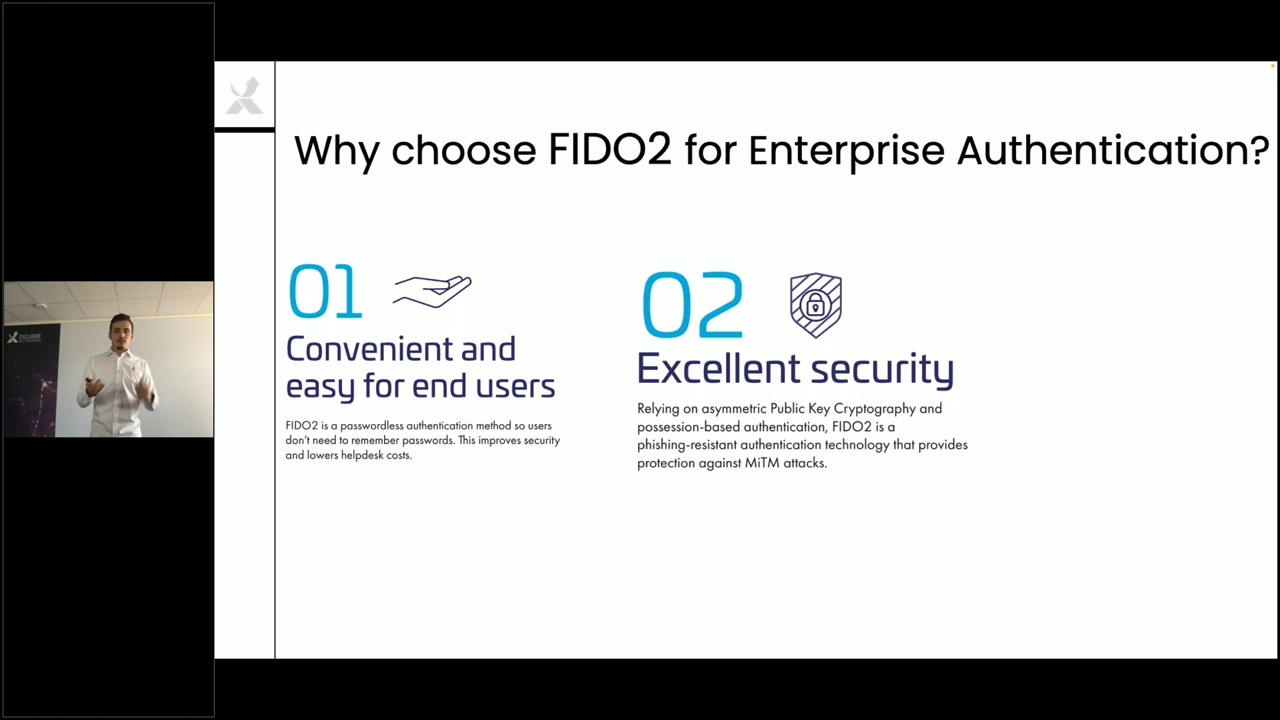 Why choose FIDO2 for Enterprise Authentication?
01
Convenient and
easy for end users
FIDO2 is a passwordless authentication method so users
don't need to remember passwords. This improves security
and lowers helpdesk costs.
02
Excellent security
Relying on asymmetric Public Key Cryptography and
possession-based authentication, FIDO2 is a
phishing-resistant authentication technology that provides
protection against MiTM attacks.
EXCLUSIVE
NETWORKS